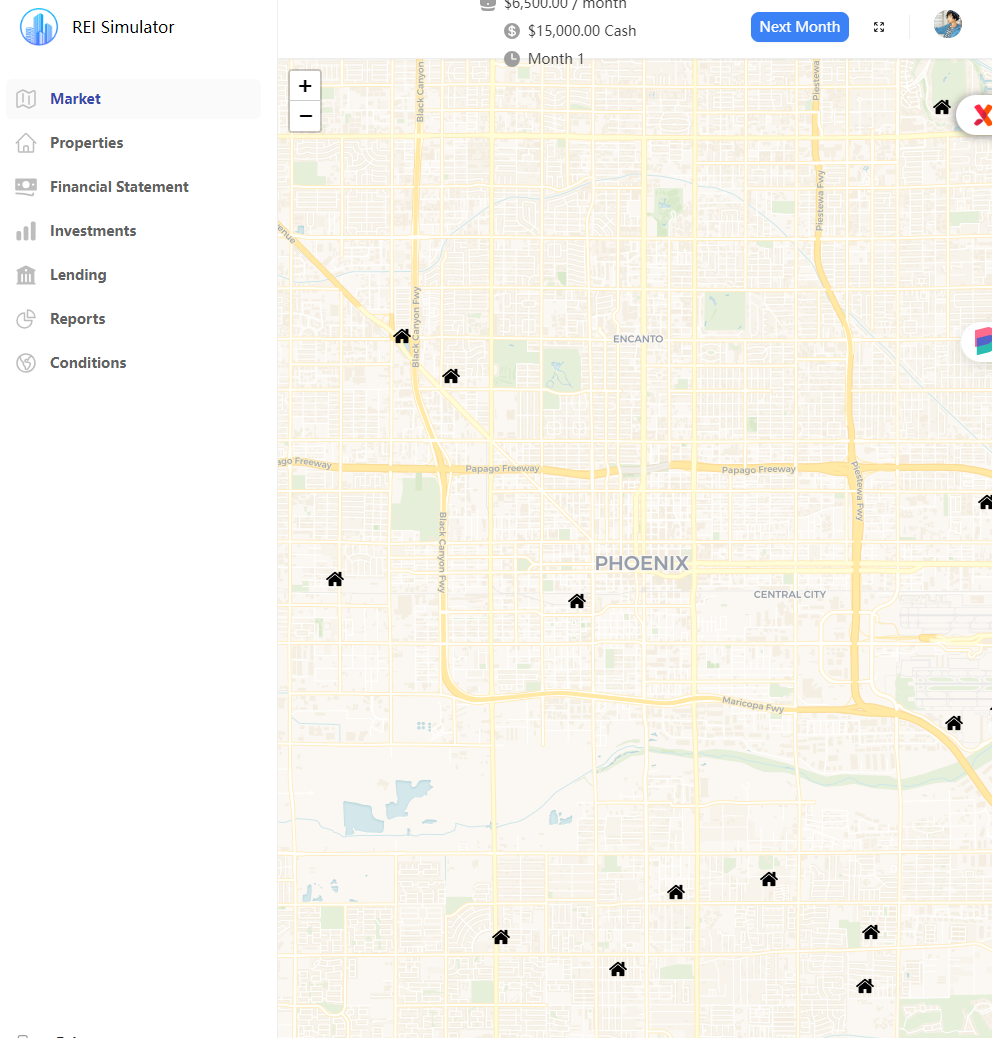 REI Simulator
$6,500.00 / month
$15,000.00 Cash
Month 1
Next Month
Market
Properties
Financial Statement
Investments
Lending
Reports
Conditions
+
−
Black Canyon
Piestewa
Piestewa Fwy
Black Canyon Fwy
ENCANTO
Papago Freeway
Papago Freeway
ago Freeway
Piestewa Fwy
Black Canyon Fwy
PHOENIX
CENTRAL CITY
Maricopa Fwy